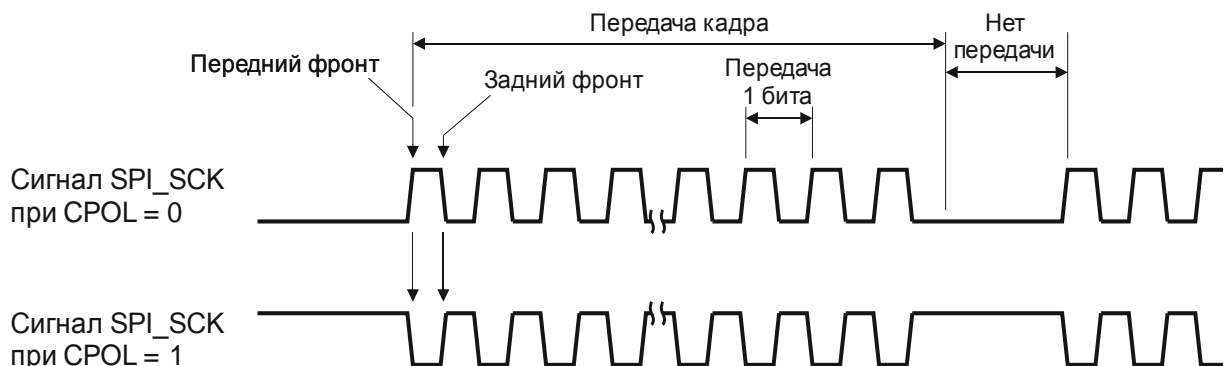 Передача кадра
Нет
передачи
Передний фронт
Задний фронт
Передача
1 бита
Сигнал SPI_SCK
при CPOL = 0
Сигнал SPI_SCK
при CPOL = 1